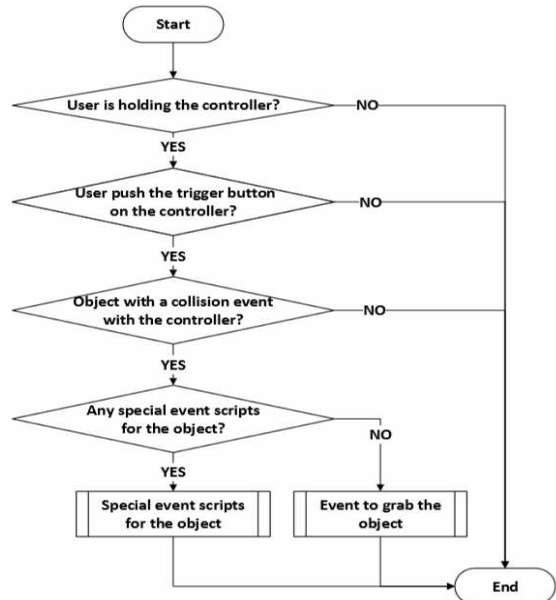 Start
User is holding the controller?
NO
YES
User push the trigger button
on the controller?
NO
YES
Object with a collision event
with the controller?
NO
YES
Any special event scripts
for the object?
NO
YES
Special event scripts
for the object
Event to grab the
object
End